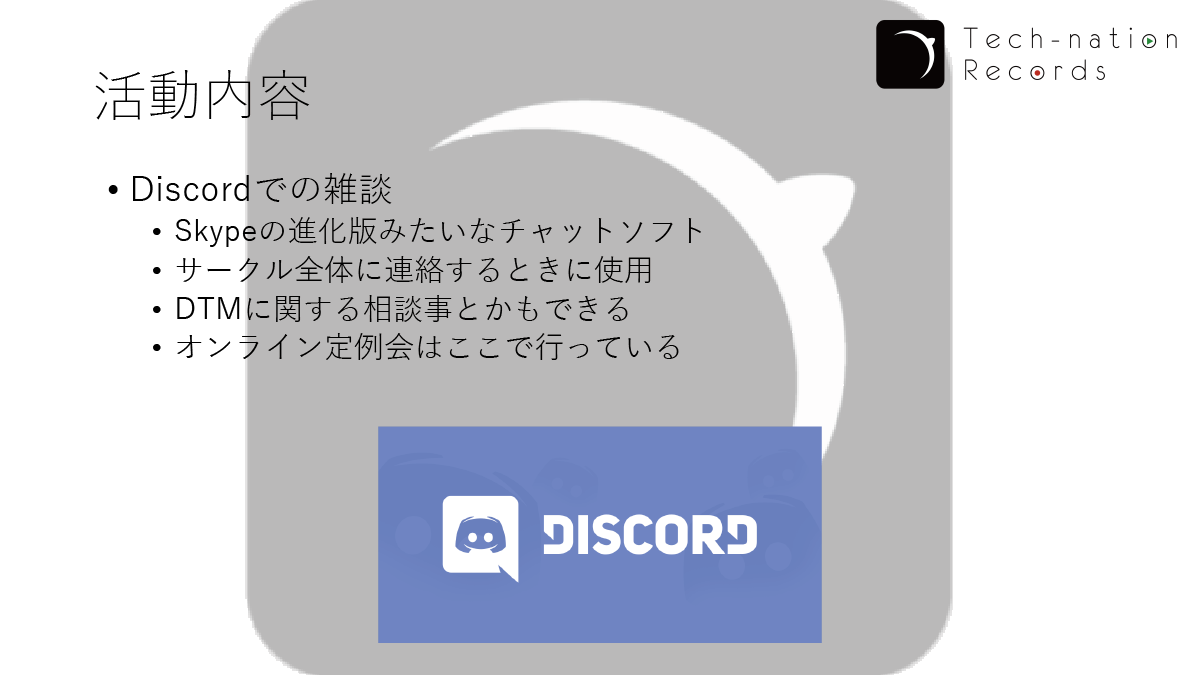 Tech-nation
Records
活動内容
• Discordでの雑談
• Skypeの進化版みたいなチャットソフト
• サークル全体に連絡するときに使用
• DTMに関する相談事とかもできる
• オンライン定例会はここで行っている
DISCORD